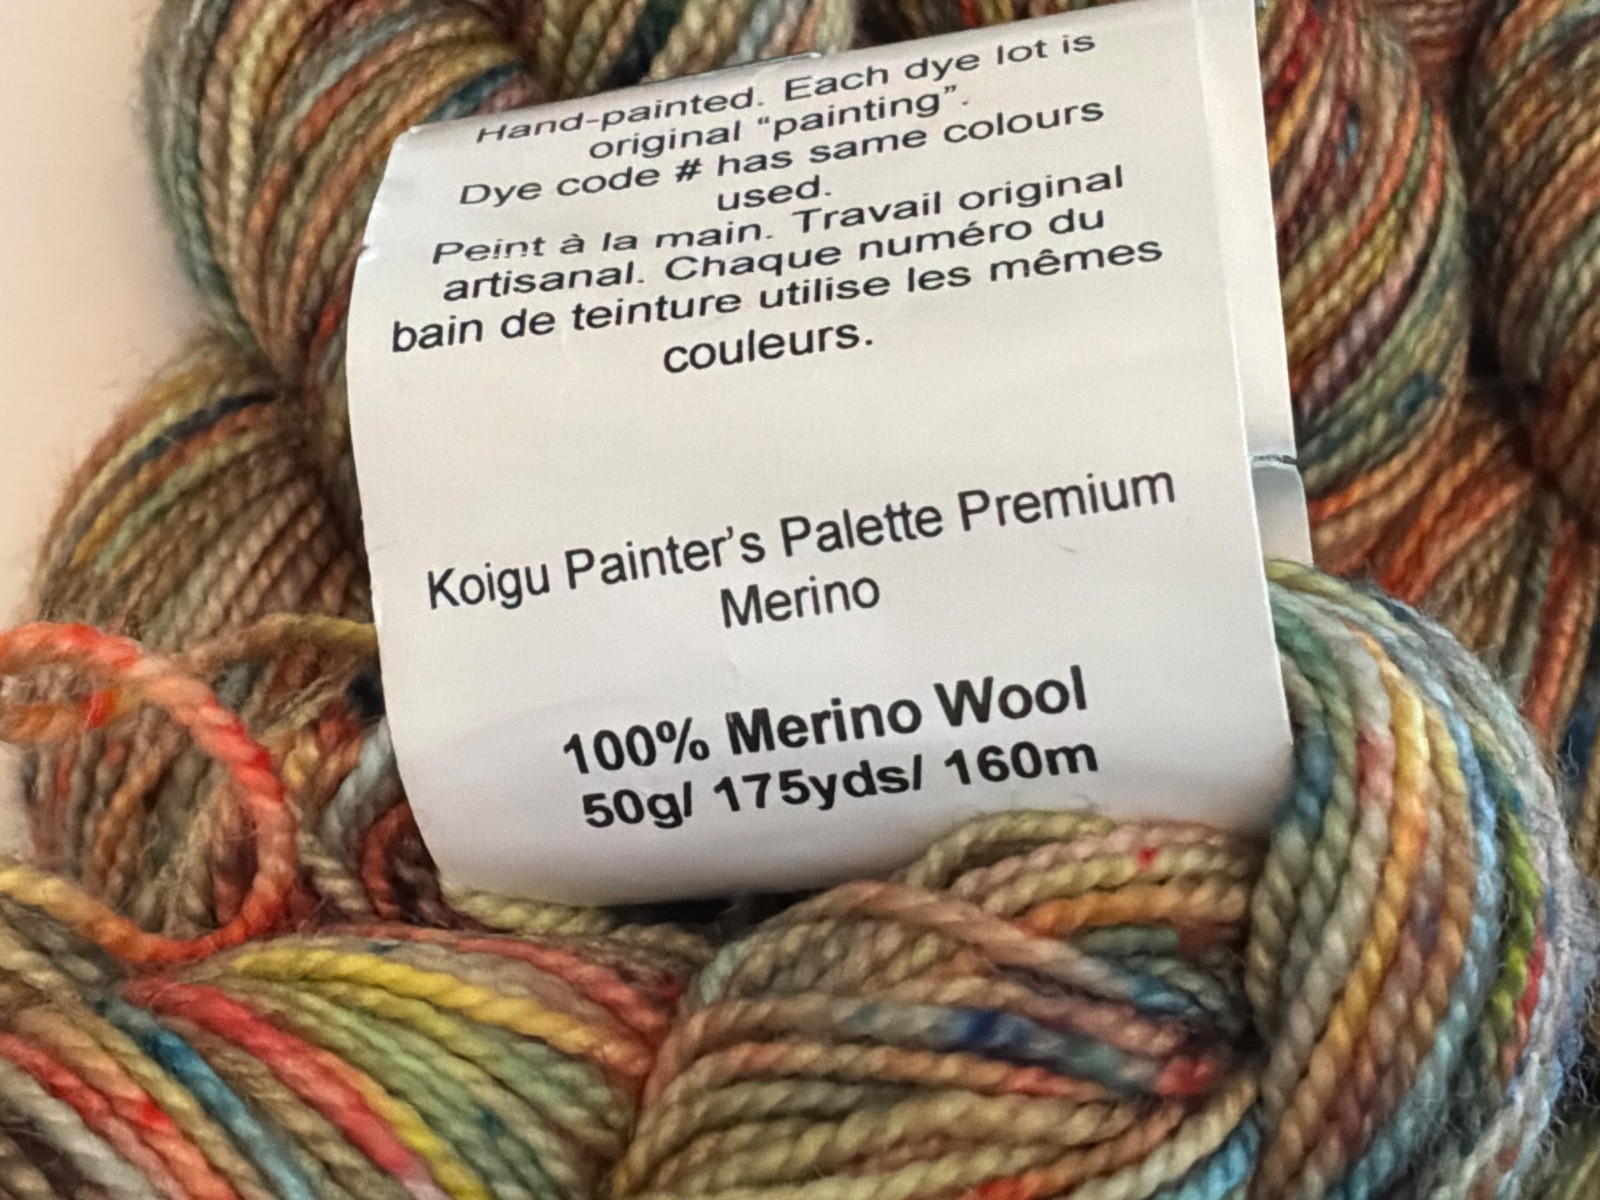 Hand-painted. Each dye lot is
original “painting”.
Dye code # has same colours
used.
Peint à la main. Travail original
artisanal. Chaque numéro du
bain de teinture utilise les mêmes
couleurs.
Koigu Painter’s Palette Premium
Merino
100% Merino Wool
50g/ 175yds/ 160m